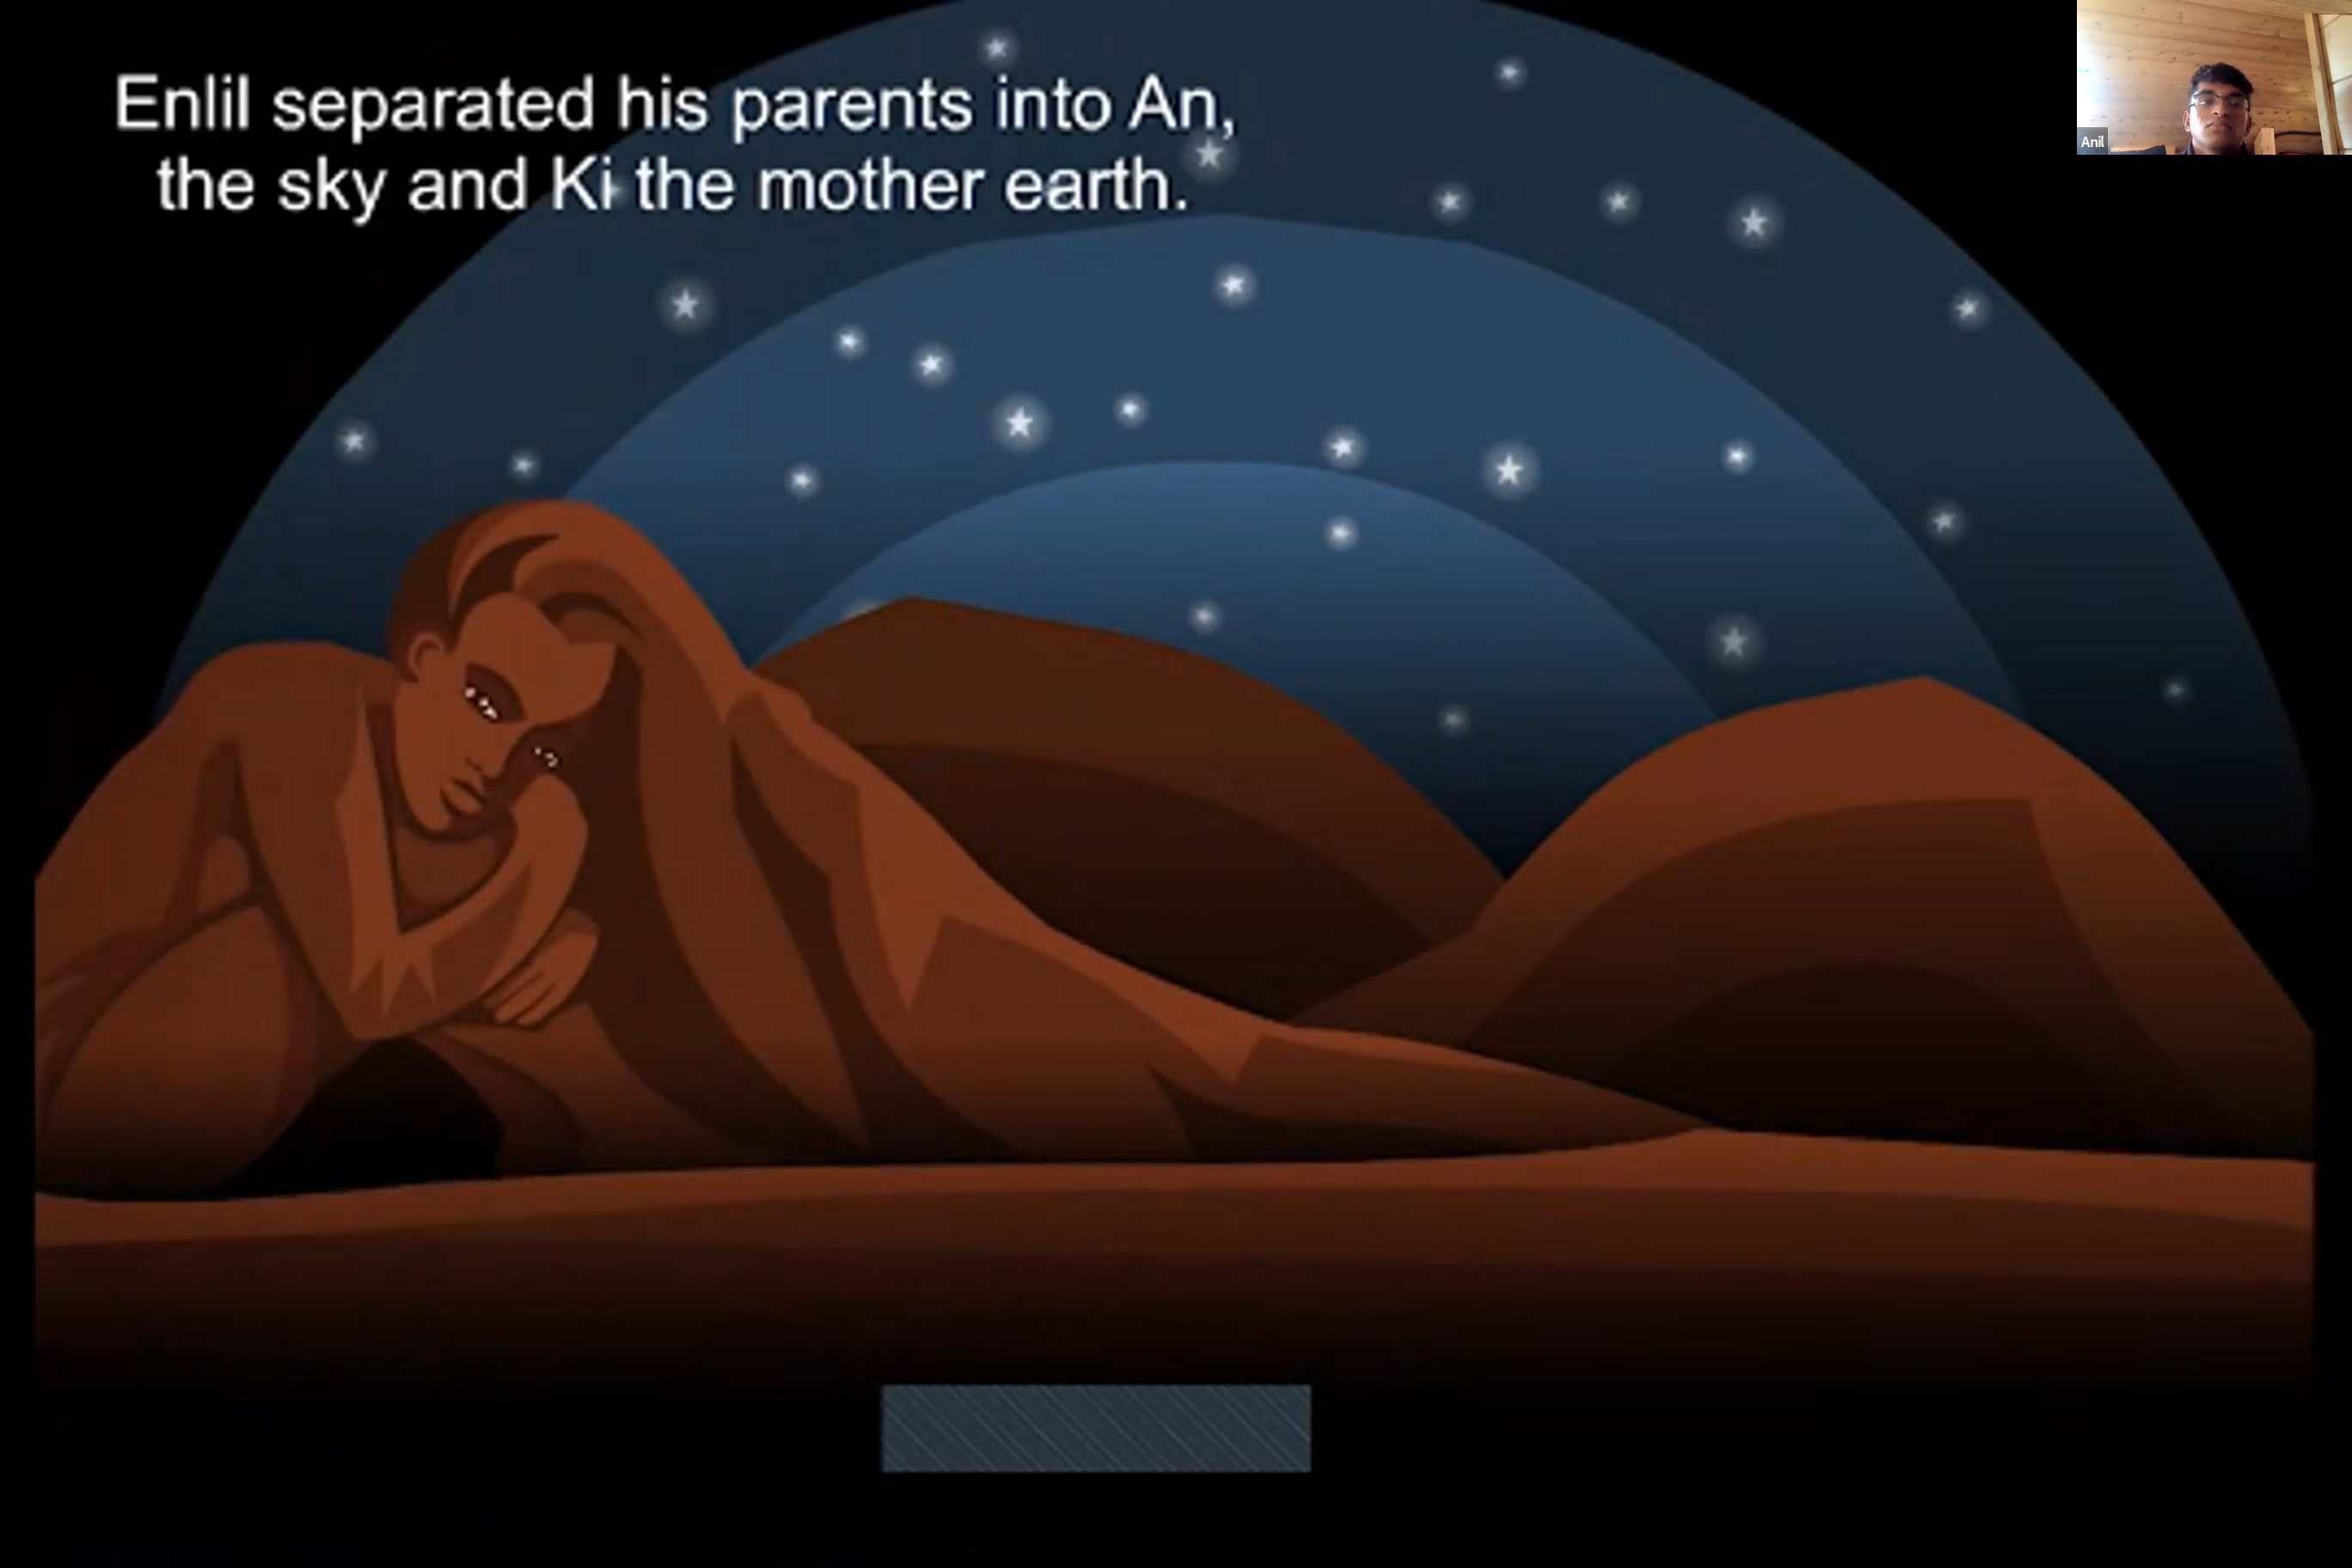 Enlil separated his parents into An,
the sky and Ki the mother earth.
Anil